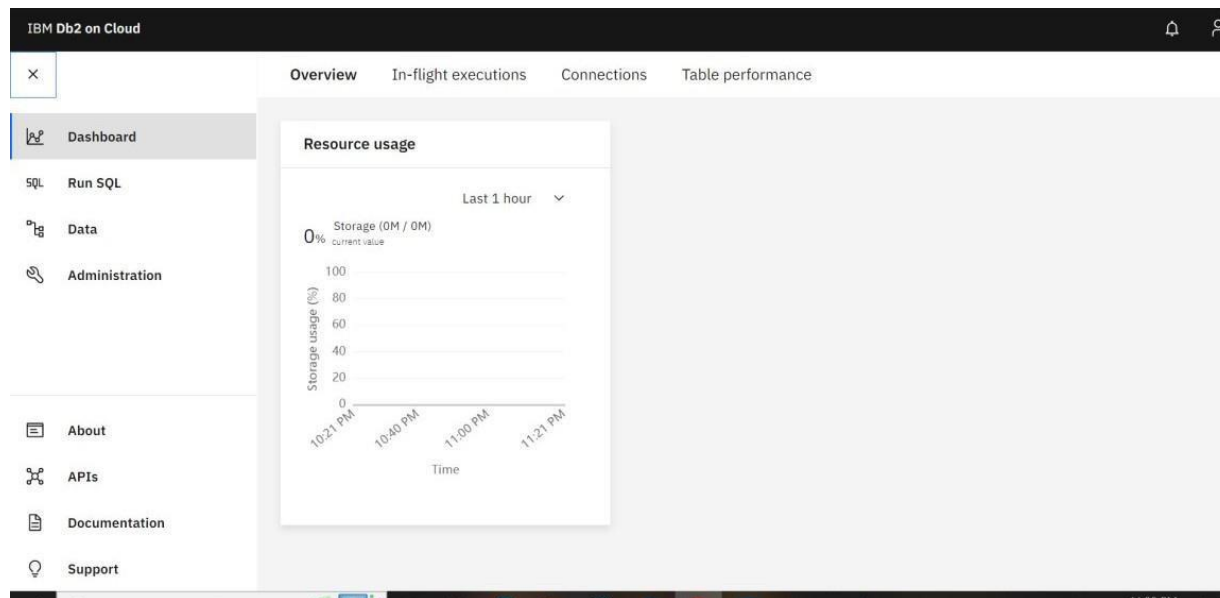 IBM Db2 on Cloud
Overview In-flight executions Connections Table performance
Dashboard
SQL Run SQL
Data
Administration
About
APIs
Documentation
Support
Resource usage
Last 1 hour
0% Storage (0M / 0M)
current value
Storage usage (%)
100
80
60
40
20
0
10:21 PM 10:40 PM 11:00 PM 11:21 PM
Time